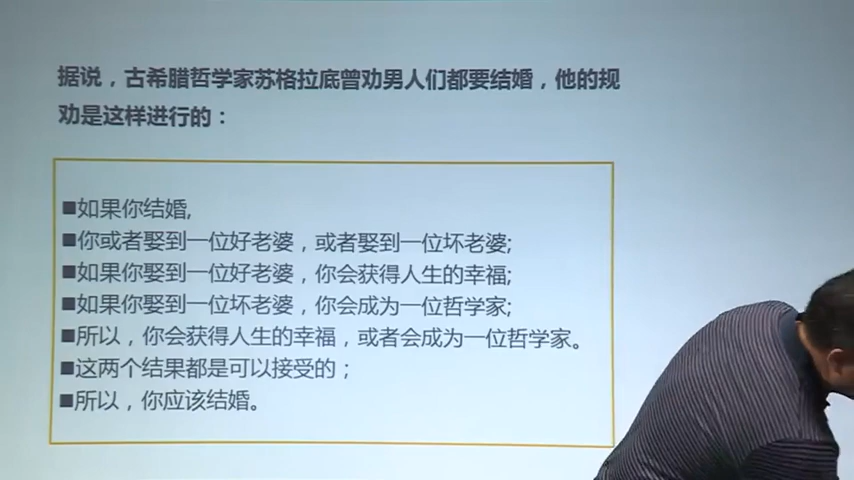 据说，古希腊哲学家苏格拉底曾劝男人们都要结婚，他的规
劝是这样进行的：
■如果你结婚,
■你或者娶到一位好老婆，或者娶到一位坏老婆;
■如果你娶到一位好老婆，你会获得人生的幸福;
■如果你娶到一位坏老婆，你会成为一位哲学家;
■所以，你会获得人生的幸福，或者会成为一位哲学家。
■这两个结果都是可以接受的；
■所以，你应该结婚。